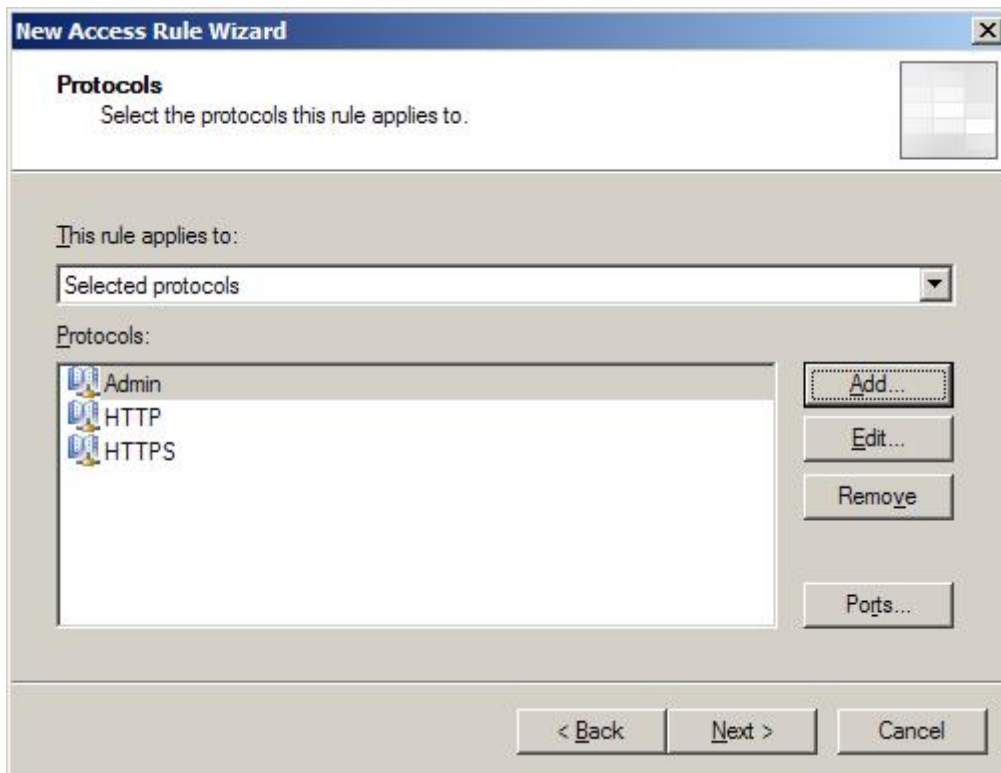 New Access Rule Wizard
Protocols
Select the protocols this rule applies to.
This rule applies to:
Selected protocols
Protocols:
Admin
HTTP
HTTPS
Add...
Edit...
Remove
Ports...
< Back
Next >
Cancel